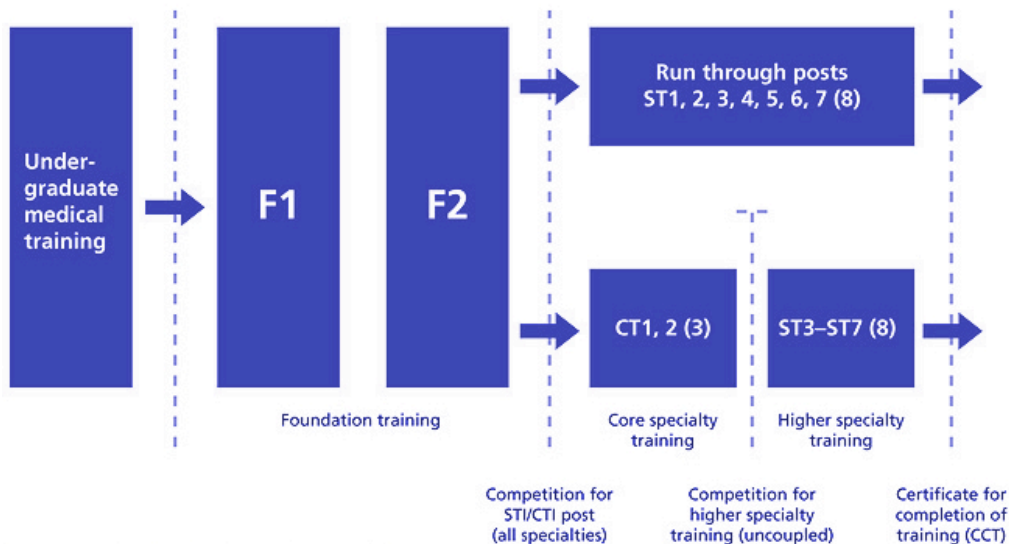 Under-
graduate
medical
training
F1
F2
Run through posts
ST1, 2, 3, 4, 5, 6, 7 (8)
CT1, 2 (3)
ST3–ST7 (8)
Foundation training
Core specialty
training
Higher specialty
training
Competition for
STI/CTI post
(all specialties)
Competition for
higher specialty
training (uncoupled)
Certificate for
completion of
training (CCT)